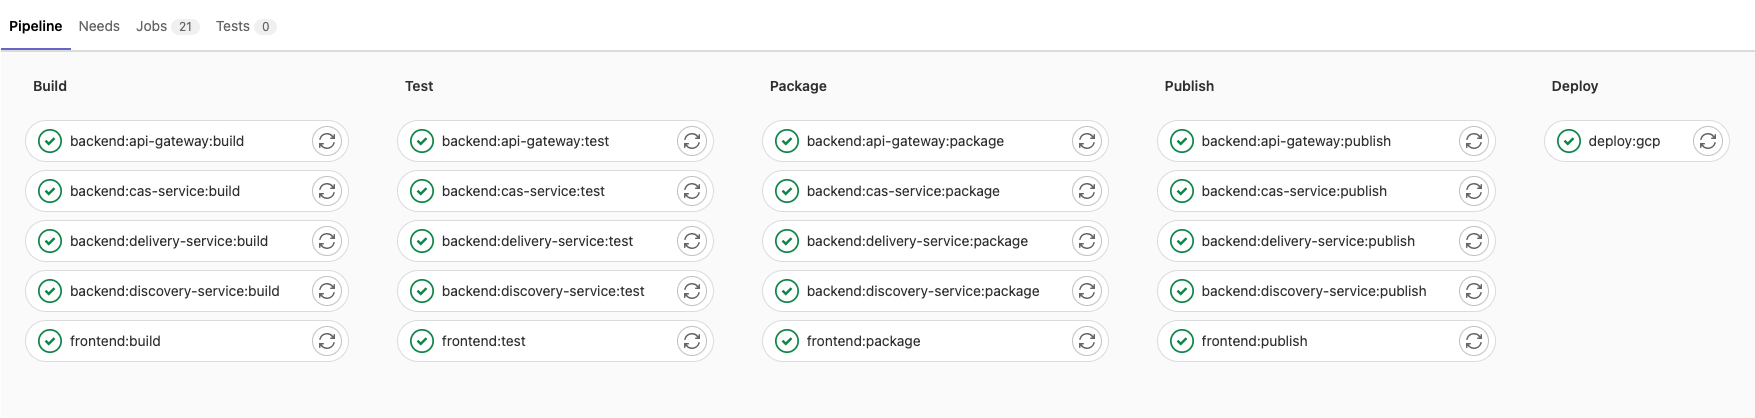 Pipeline Needs Jobs 21 Tests 0
Build Test Package Publish Deploy
backend:api-gateway:build backend:api-gateway:test backend:api-gateway:package backend:api-gateway:publish deploy:gcp
backend:cas-service:build backend:cas-service:test backend:cas-service:package backend:cas-service:publish
backend:delivery-service:build backend:delivery-service:test backend:delivery-service:package backend:delivery-service:publish
backend:discovery-service:build backend:discovery-service:test backend:discovery-service:package backend:discovery-service:publish
frontend:build frontend:test frontend:package frontend:publish